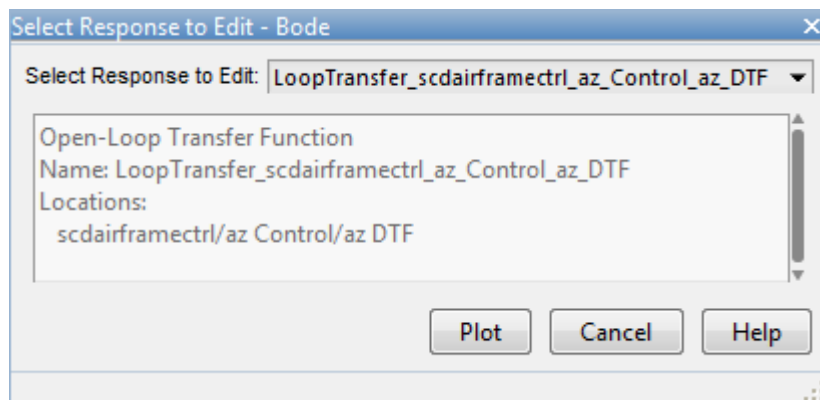 Select Response to Edit - Bode
Select Response to Edit: LoopTransfer_scdairframectrl_az_Control_az_DTF
Open-Loop Transfer Function
Name: LoopTransfer_scdairframectrl_az_Control_az_DTF
Locations:
scdairframectrl/az Control/az DTF
Plot Cancel Help